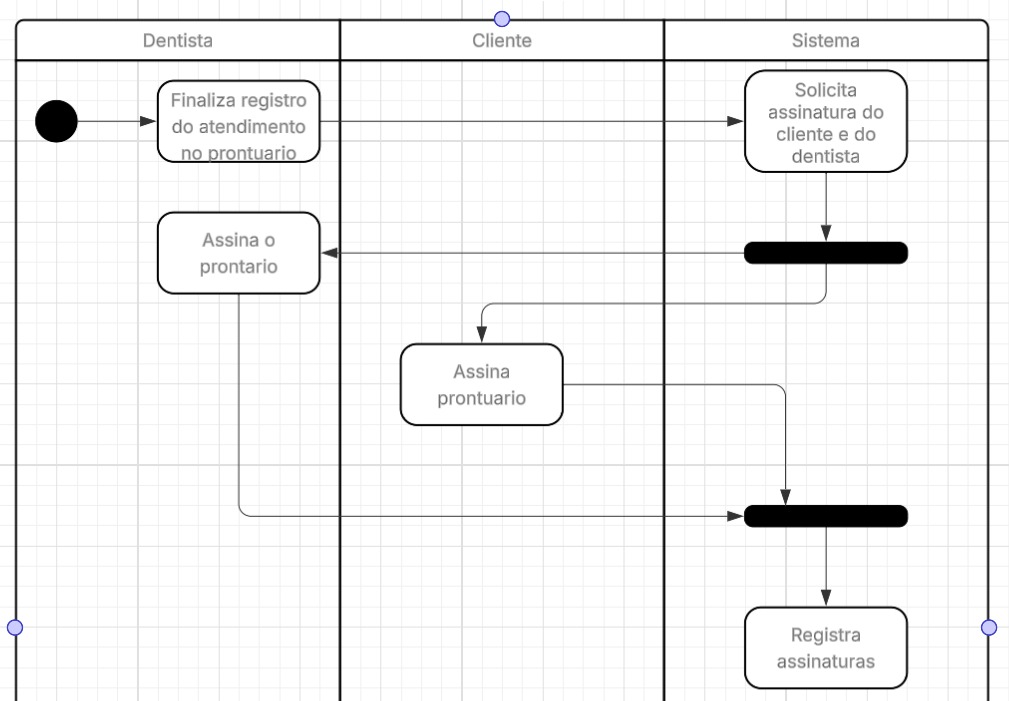 Dentista
Cliente
Sistema
Finaliza registro
do atendimento
no prontuario
Solicita
assinatura do
cliente e do
dentista
Assina o
prontario
Assina
prontuario
Registra
assinaturas